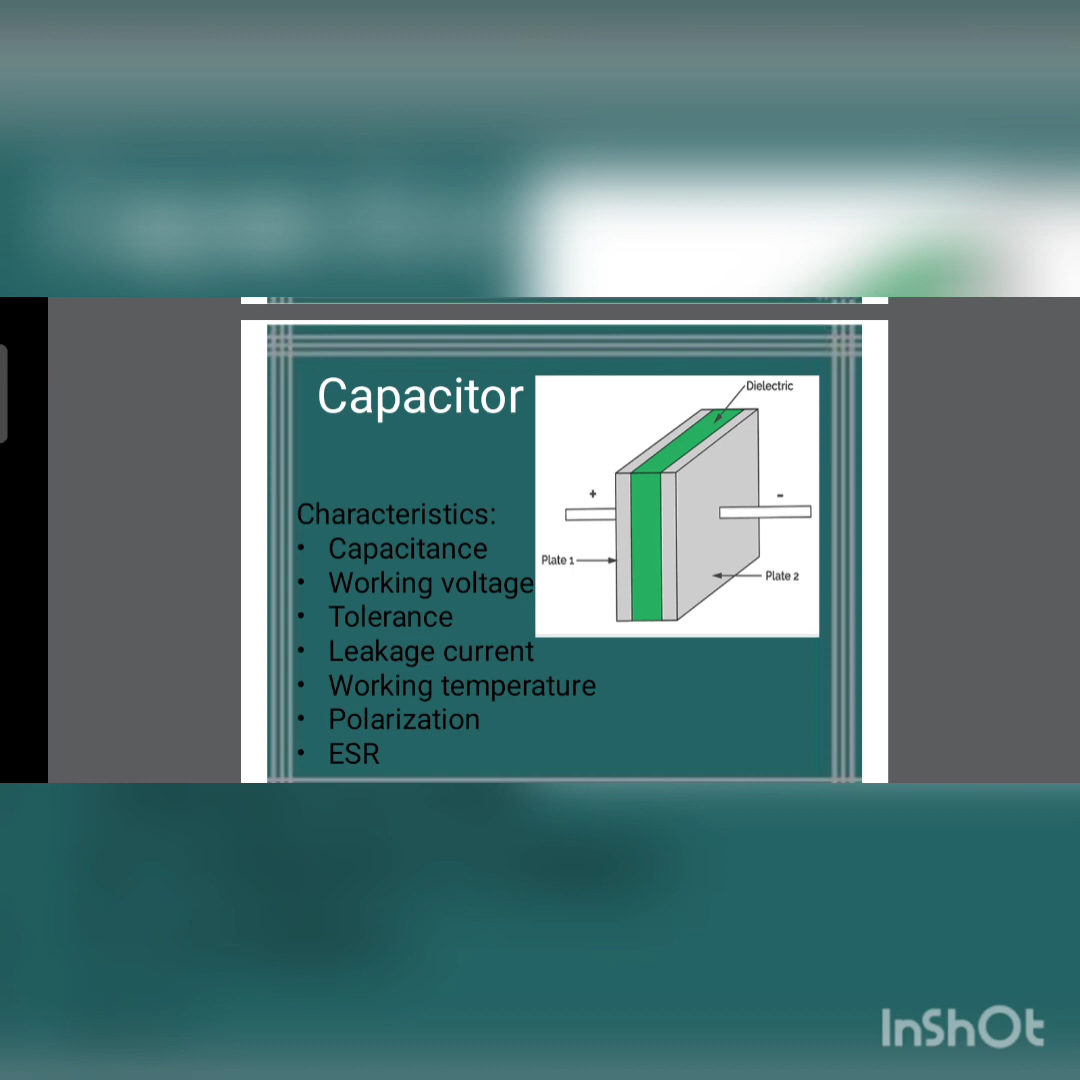 Capacitor
Dielectric
+
-
Plate 1
Plate 2
Characteristics:
• Capacitance
• Working voltage
• Tolerance
• Leakage current
• Working temperature
• Polarization
• ESR
InShOt